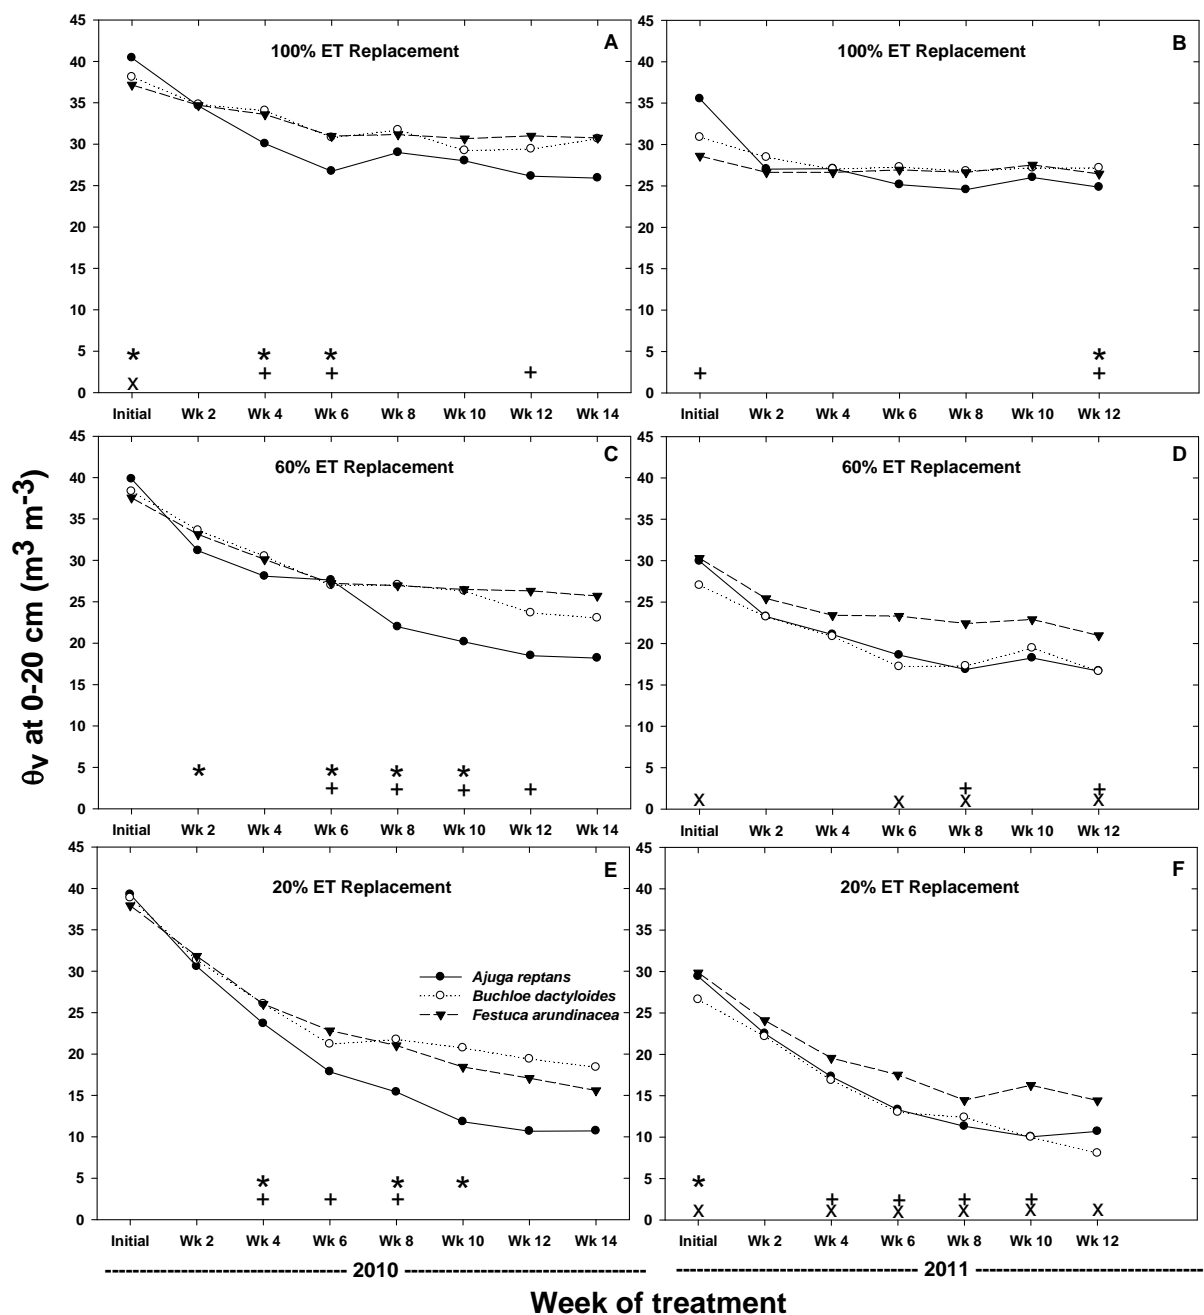 45
40
35
30
25
20
15
10
5
0
100% ET Replacement
A
*
*
*
+
+
+
x
Initial
Wk 2
Wk 4
Wk 6
Wk 8
Wk 10
Wk 12
Wk 14
45
40
35
30
25
20
15
10
5
0
100% ET Replacement
B
*
+
+
Initial
Wk 2
Wk 4
Wk 6
Wk 8
Wk 10
Wk 12
θv at 0-20 cm (m3 m-3)
45
40
35
30
25
20
15
10
5
0
60% ET Replacement
C
*
*
*
*
+
+
+
+
Initial
Wk 2
Wk 4
Wk 6
Wk 8
Wk 10
Wk 12
Wk 14
45
40
35
30
25
20
15
10
5
0
60% ET Replacement
D
+
+
x
x
x
x
Initial
Wk 2
Wk 4
Wk 6
Wk 8
Wk 10
Wk 12
45
40
35
30
25
20
15
10
5
0
20% ET Replacement
E
Ajuga reptans
Buchloe dactyloides
Festuca arundinacea
*
*
*
+
+
+
Initial
Wk 2
Wk 4
Wk 6
Wk 8
Wk 10
Wk 12
Wk 14
45
40
35
30
25
20
15
10
5
0
20% ET Replacement
F
*
+
+
+
+
x
x
x
x
x
x
Initial
Wk 2
Wk 4
Wk 6
Wk 8
Wk 10
Wk 12
2010
2011
Week of treatment